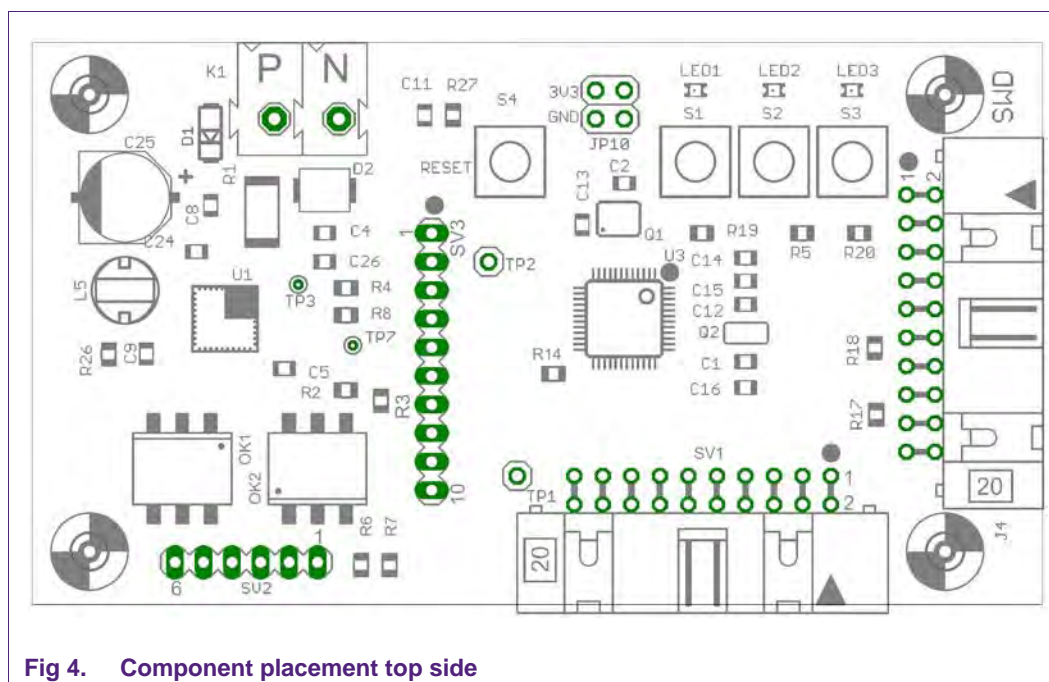 K1
P
N
C11
R27
S4
3V3
GND
JP10
LED1
LED2
LED3
S1
S2
S3
SWD
D1
C25
+
R1
D2
RESET
C2
C13
1
2
C8
C4
SV3
1
Q1
R19
R5
R20
C24
C26
TP2
U3
C14
L5
U1
TP3
R4
C15
R8
C12
TP7
Q2
R18
R26
C9
C5
R14
C1
R2
C16
R3
R17
OK1
OK2
10
TP1
SV1
1
2
20
J4
R6
R7
1
6
SV2
20
Fig 4. Component placement top side